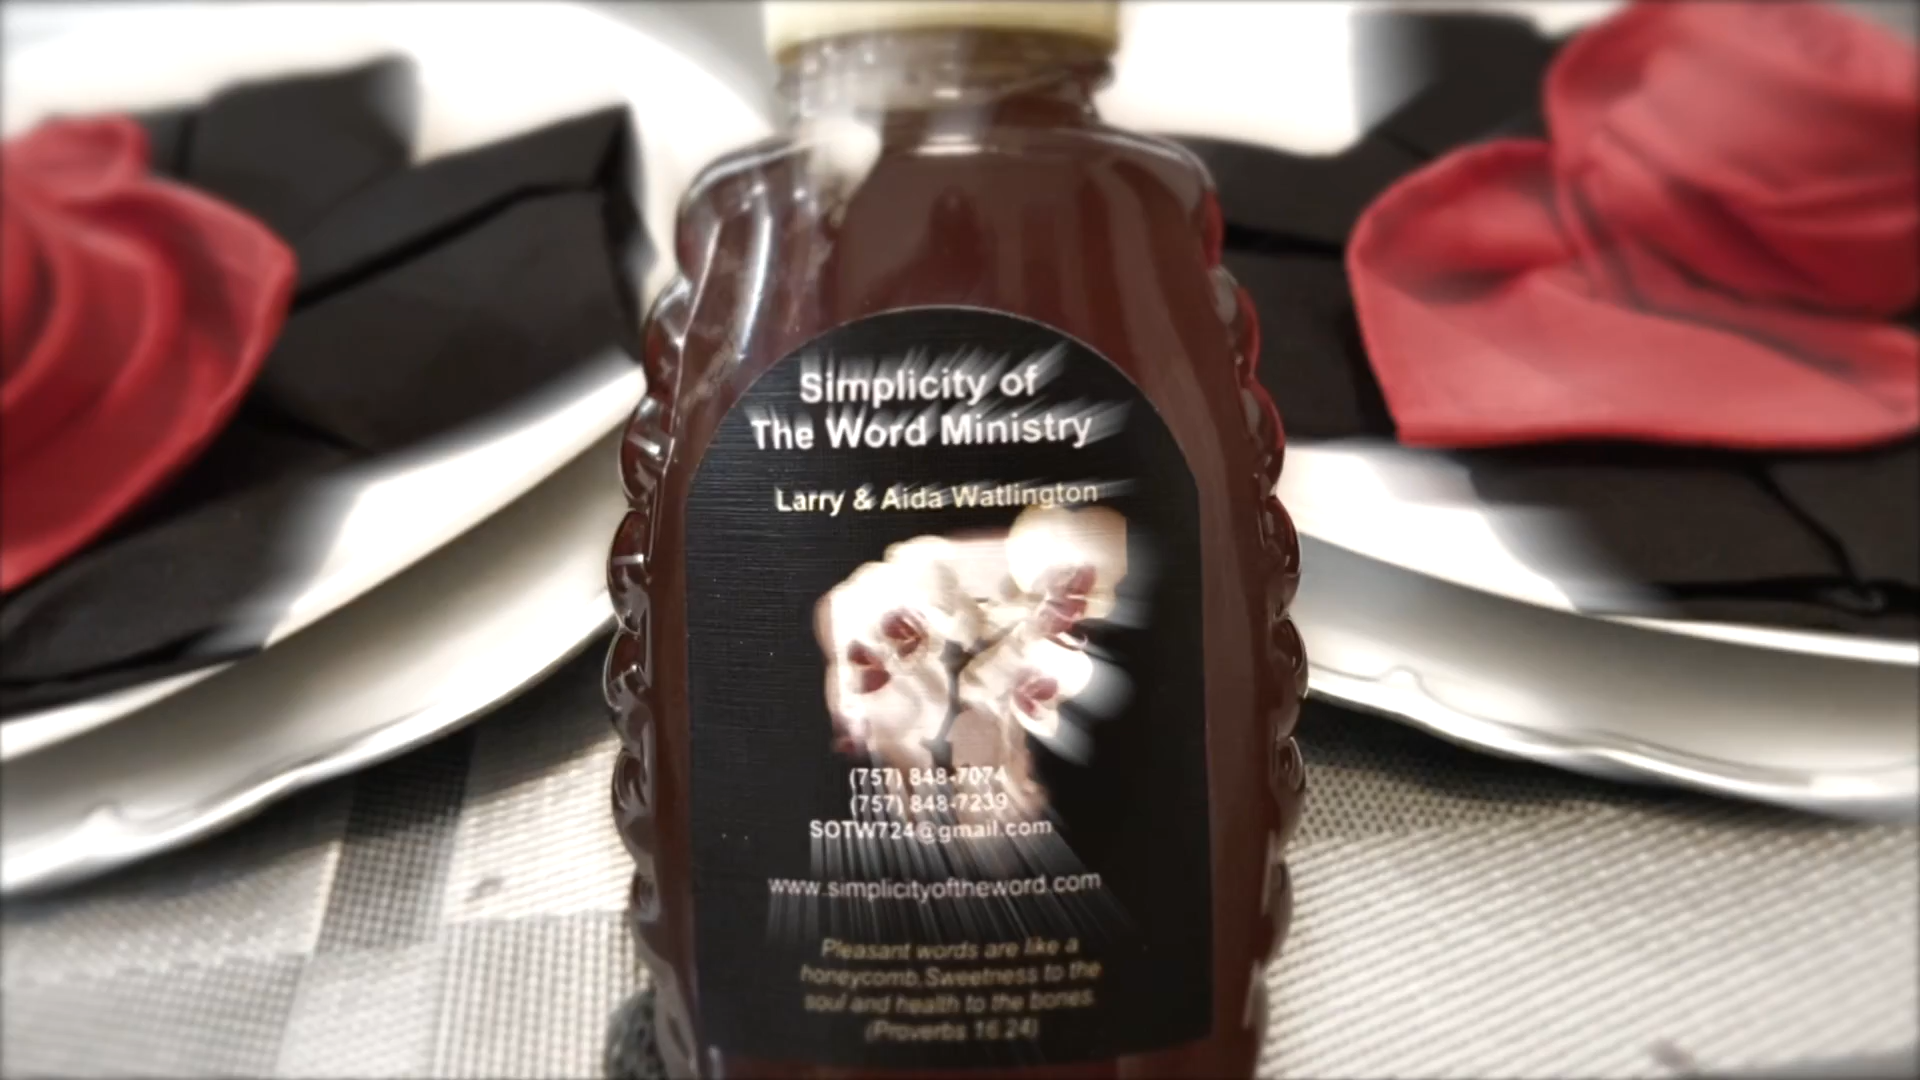 Simplicity of
The Word Ministry
Larry & Aida Watlington
(757) 848-7074
(757) 848-7239
SOTW724@gmail.com
www.simplicityoftheword.com
Pleasant words are like a
honeycomb,Sweetness to the
soul and health to the bones.
(Proverbs 16:24)